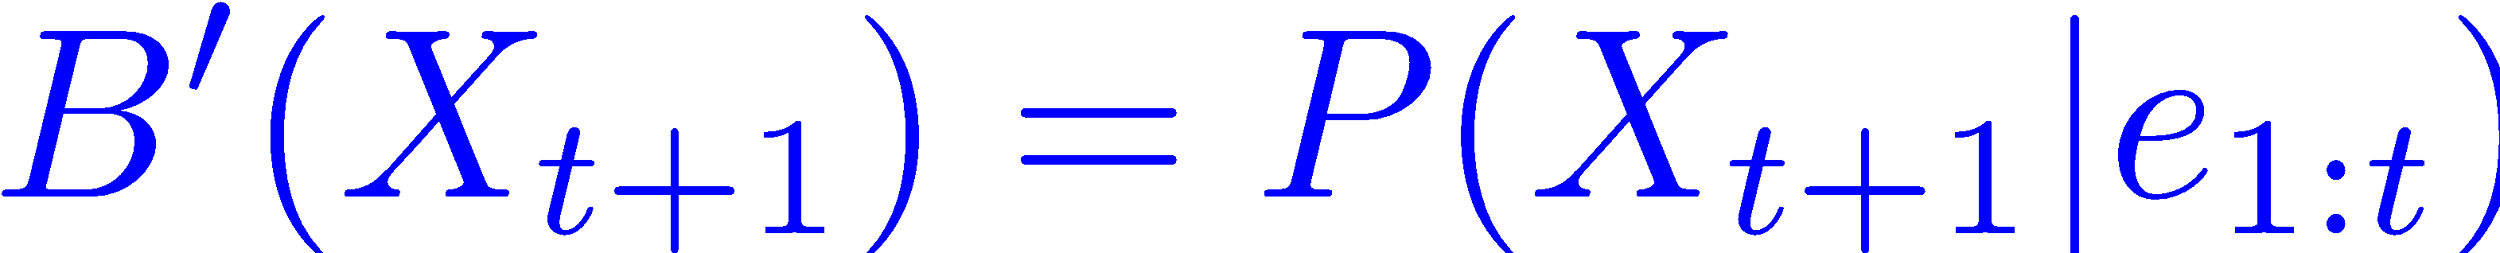 B′(X_{t+1}) = P(X_{t+1}|e_{1:t})